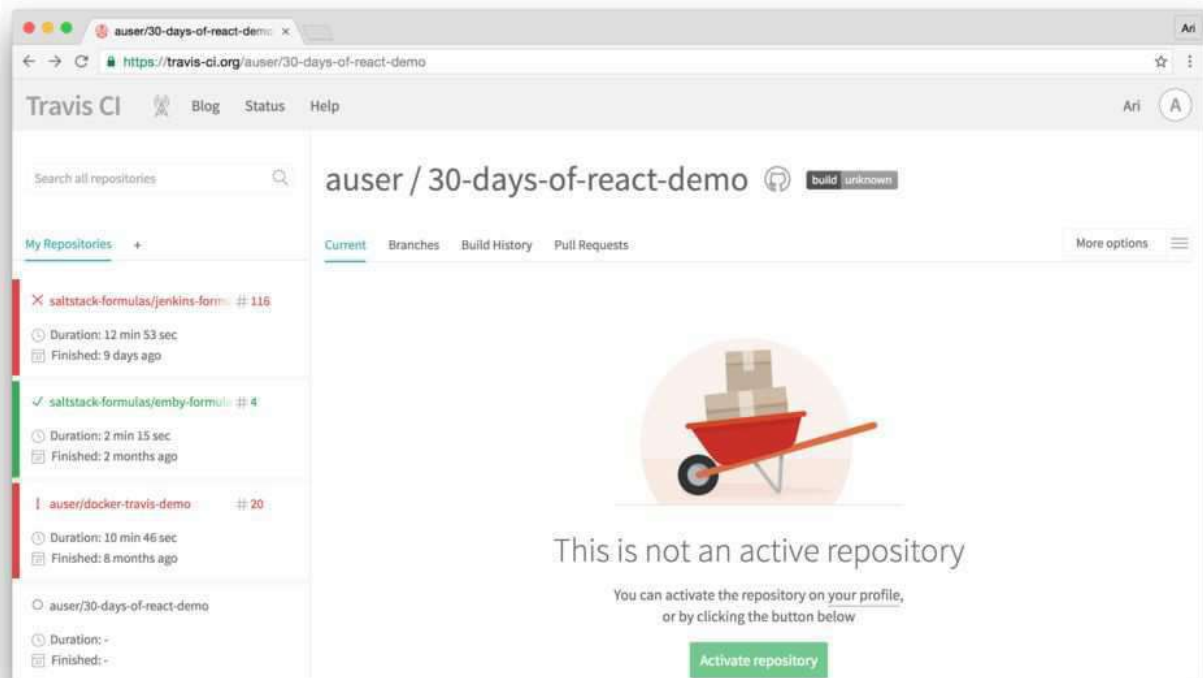 auser/30-days-of-react-demo
Ari
https://travis-ci.org/auser/30-days-of-react-demo
Travis CI Blog Status Help Ari A
Search all repositories
My Repositories +
saltstack-formulas/jenkins-formu # 116
Duration: 12 min 53 sec
Finished: 9 days ago
saltstack-formulas/emby-formula # 4
Duration: 2 min 15 sec
Finished: 2 months ago
auser/docker-travis-demo # 20
Duration: 10 min 46 sec
Finished: 8 months ago
auser/30-days-of-react-demo
Duration: -
Finished: -
auser / 30-days-of-react-demo build unknown
Current Branches Build History Pull Requests More options
This is not an active repository
You can activate the repository on your profile,
or by clicking the button below
Activate repository